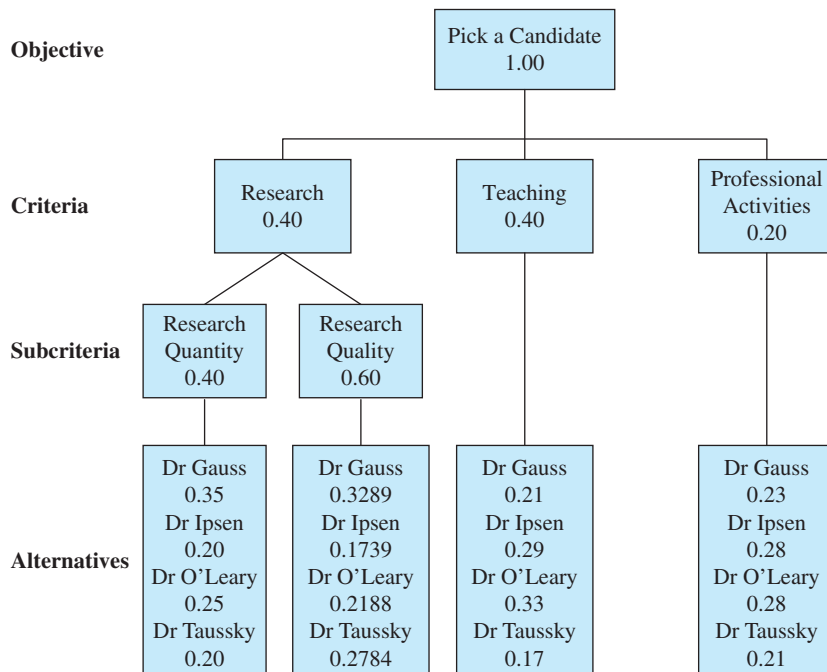 Objective
Pick a Candidate
1.00
Criteria
Research
0.40
Teaching
0.40
Professional
Activities
0.20
Subcriteria
Research
Quantity
0.40
Research
Quality
0.60
Alternatives
Dr Gauss
0.35
Dr Ipsen
0.20
Dr O'Leary
0.25
Dr Taussky
0.20
Dr Gauss
0.3289
Dr Ipsen
0.1739
Dr O'Leary
0.2188
Dr Taussky
0.2784
Dr Gauss
0.21
Dr Ipsen
0.29
Dr O'Leary
0.33
Dr Taussky
0.17
Dr Gauss
0.23
Dr Ipsen
0.28
Dr O'Leary
0.28
Dr Taussky
0.21